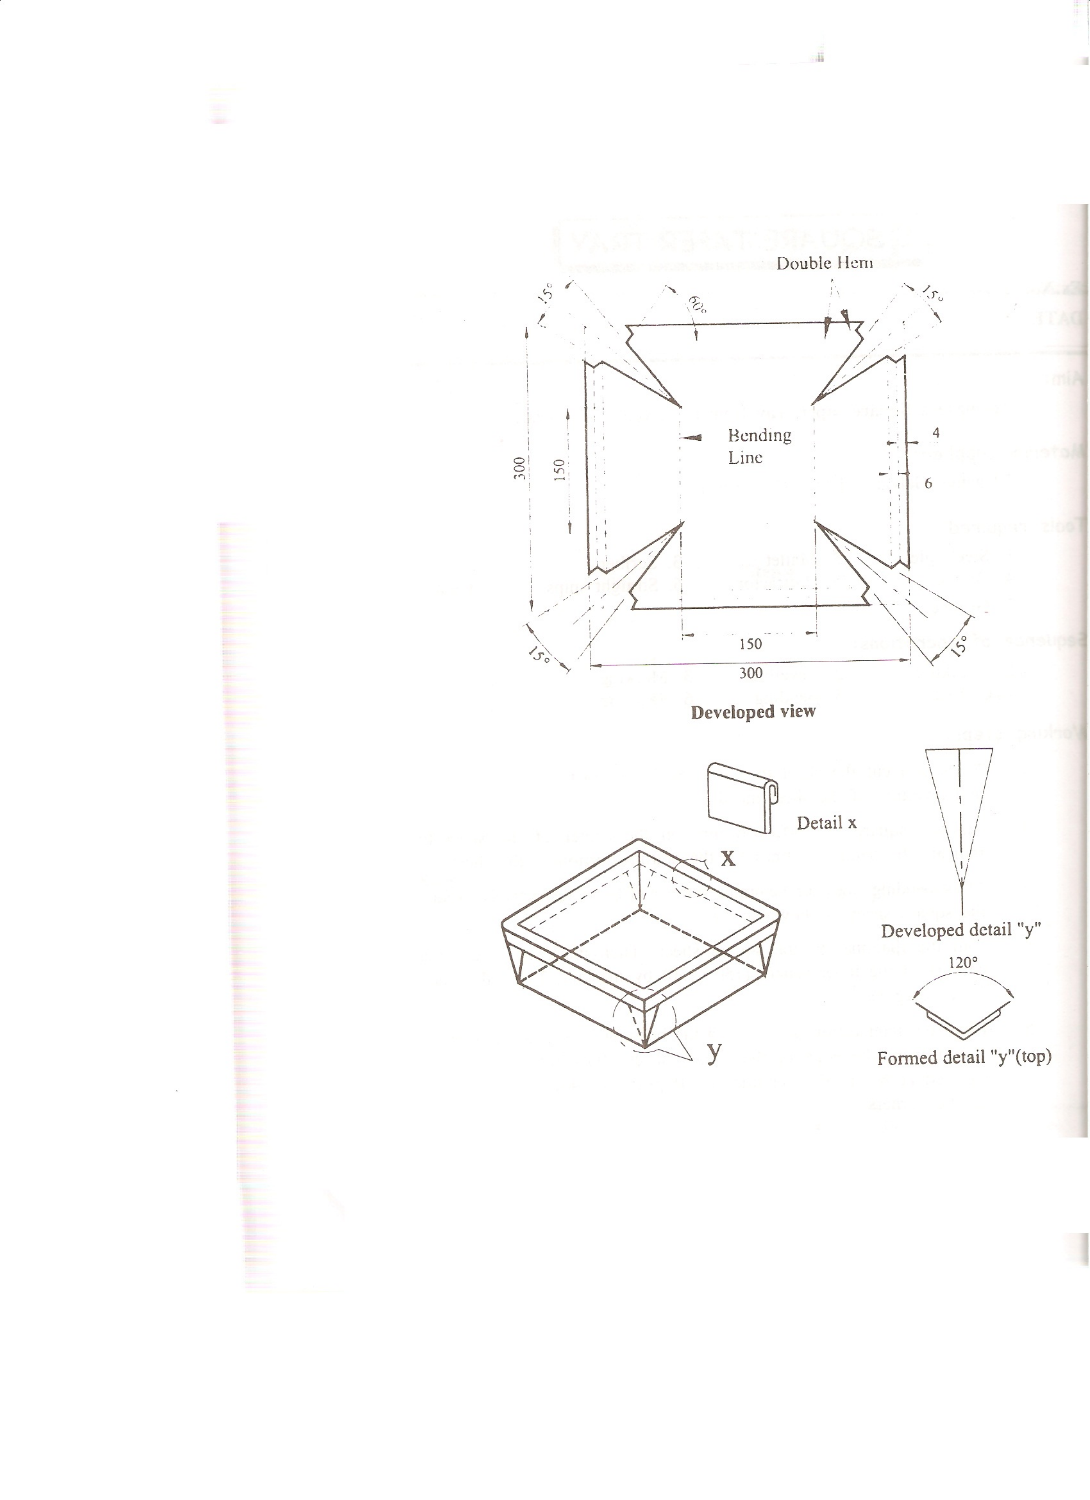 Double Hem
15°
60°
15°
300
150
Bending
Line
4
6
15°
150
15°
300
Developed view
Detail x
x
Developed detail "y"
120°
y
Formed detail "y"(top)